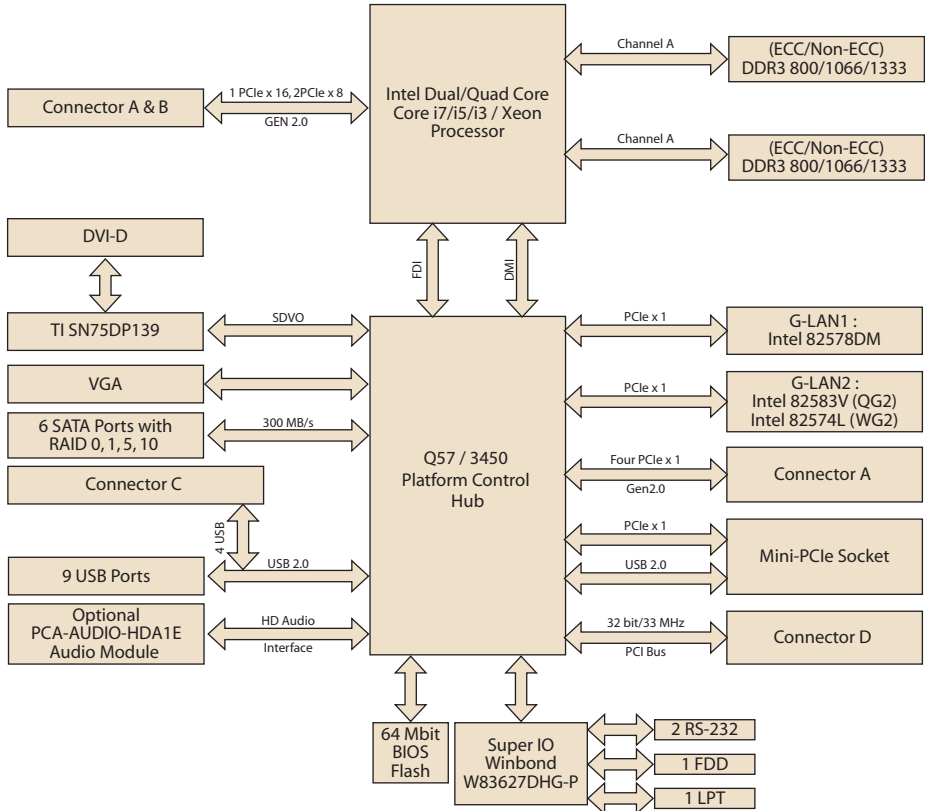 Connector A & B
1 PCIe x 16, 2PCIe x 8
GEN 2.0
Intel Dual/Quad Core
Core i7/i5/i3 / Xeon
Processor
Channel A
(ECC/Non-ECC)
DDR3 800/1066/1333
Channel A
(ECC/Non-ECC)
DDR3 800/1066/1333
FDI
DMI
DVI-D
TI SN75DP139
SDVO
VGA
6 SATA Ports with
RAID 0, 1, 5, 10
300 MB/s
Connector C
4 USB
9 USB Ports
USB 2.0
Optional
PCA-AUDIO-HDA1E
Audio Module
HD Audio
Interface
Q57 / 3450
Platform Control
Hub
PCIe x 1
G-LAN1 :
Intel 82578DM
PCIe x 1
G-LAN2 :
Intel 82583V (QG2)
Intel 82574L (WG2)
Four PCIe x 1
Gen2.0
Connector A
PCIe x 1
USB 2.0
Mini-PCIe Socket
32 bit/33 MHz
PCI Bus
Connector D
64 Mbit
BIOS
Flash
Super IO
Winbond
W83627DHG-P
2 RS-232
1 FDD
1 LPT